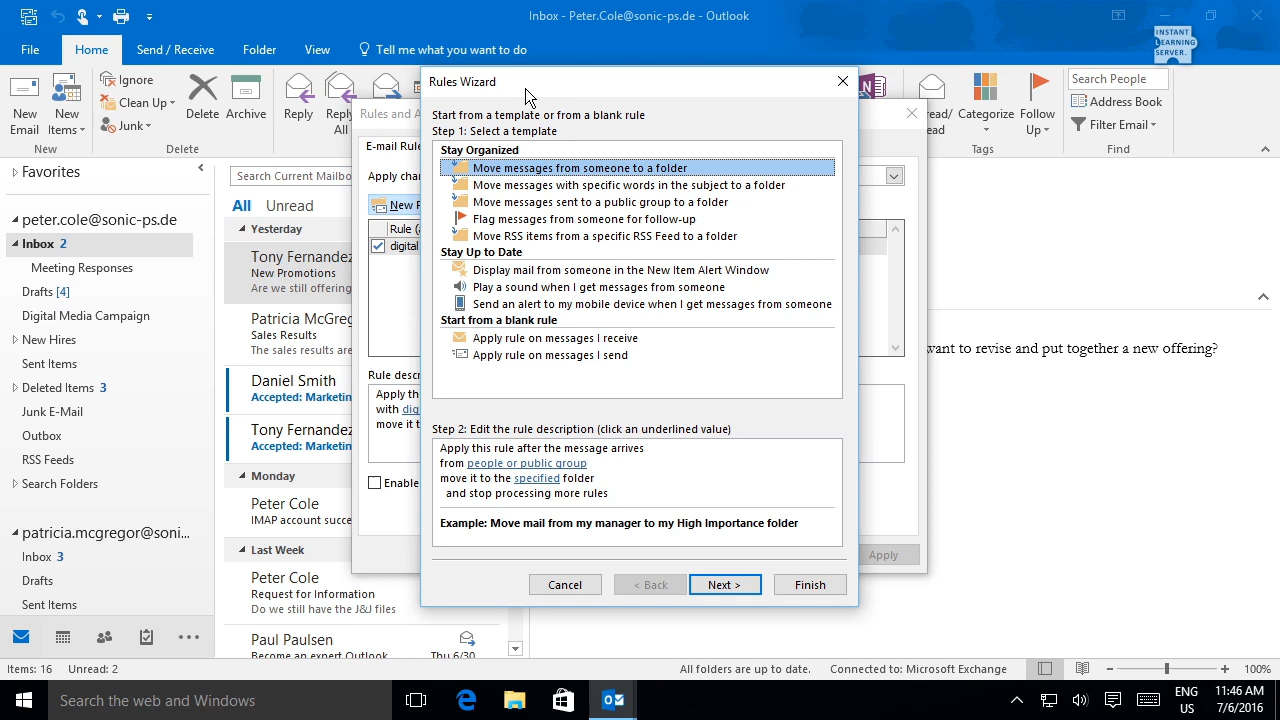 Inbox - Peter.Cole@sonic-ps.de - Outlook
File Home Send / Receive Folder View Tell me what you want to do
INSTANT
LEARNING
SERVER.
New Email
New Items
Ignore
Clean Up
Junk
Delete
Archive
Reply
Reply All
Categorize
Follow Up
Search People
Address Book
Filter Email
New
Delete
Tags
Find
Favorites
peter.cole@sonic-ps.de
Inbox 2
Meeting Responses
Drafts [4]
Digital Media Campaign
New Hires
Sent Items
Deleted Items 3
Junk E-Mail
Outbox
RSS Feeds
Search Folders
patricia.mcgregor@soni...
Inbox 3
Drafts
Sent Items
Search Current Mailbo
All Unread
Yesterday
Tony Fernandez
New Promotions
Are we still offering
Patricia McGreg
Sales Results
The sales results are
Daniel Smith
Accepted: Marketin
Tony Fernande
Accepted: Marketin
Monday
Peter Cole
IMAP account succe
Last Week
Peter Cole
Request for Information
Do we still have the J&J files
Paul Paulsen
Become an expert Outlook Thu 6/30
Rules and A
E-mail Rule
Apply chan
New R
Rule (a
digital
Rule descr
Apply th
with dig
move it t
Enable
Apply
want to revise and put together a new offering?
Rules Wizard
Start from a template or from a blank rule
Step 1: Select a template
Stay Organized
Move messages from someone to a folder
Move messages with specific words in the subject to a folder
Move messages sent to a public group to a folder
Flag messages from someone for follow-up
Move RSS items from a specific RSS Feed to a folder
Stay Up to Date
Display mail from someone in the New Item Alert Window
Play a sound when I get messages from someone
Send an alert to my mobile device when I get messages from someone
Start from a blank rule
Apply rule on messages I receive
Apply rule on messages I send
Step 2: Edit the rule description (click an underlined value)
Apply this rule after the message arrives
from people or public group
move it to the specified folder
and stop processing more rules
Example: Move mail from my manager to my High Importance folder
Cancel < Back Next > Finish
Items: 16 Unread: 2 All folders are up to date. Connected to: Microsoft Exchange 100%
Search the web and Windows
ENG
US
11:46 AM
7/6/2016